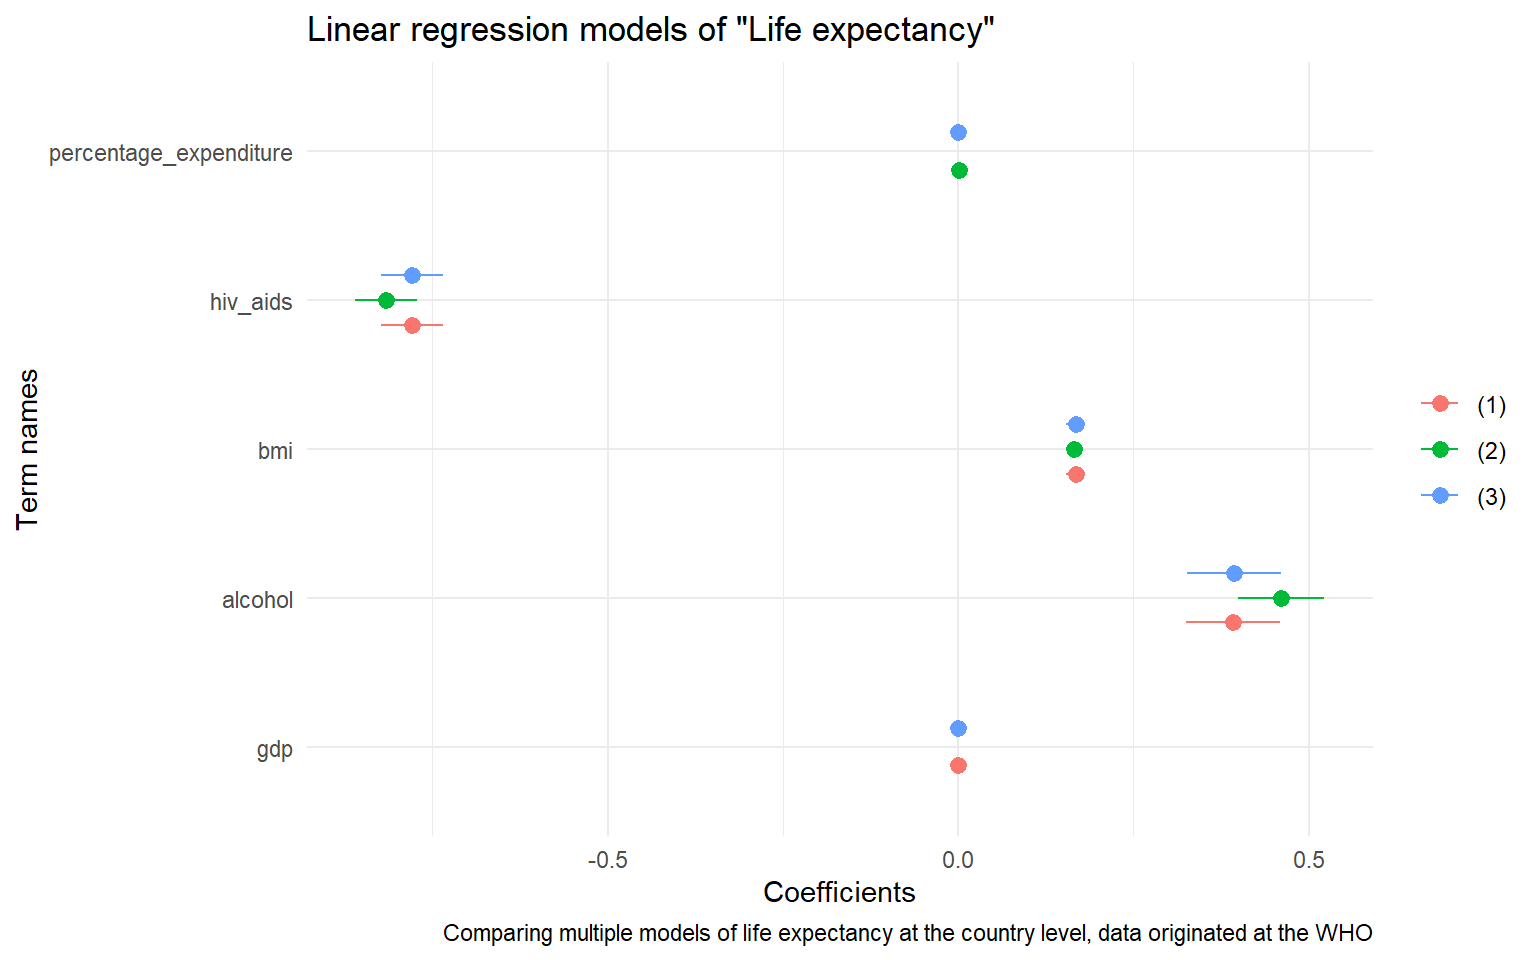 Linear regression models of "Life expectancy"
Term names
percentage_expenditure
hiv_aids
bmi
alcohol
gdp
-0.5
0.0
0.5
Coefficients
(1)
(2)
(3)
Comparing multiple models of life expectancy at the country level, data originated at the WHO